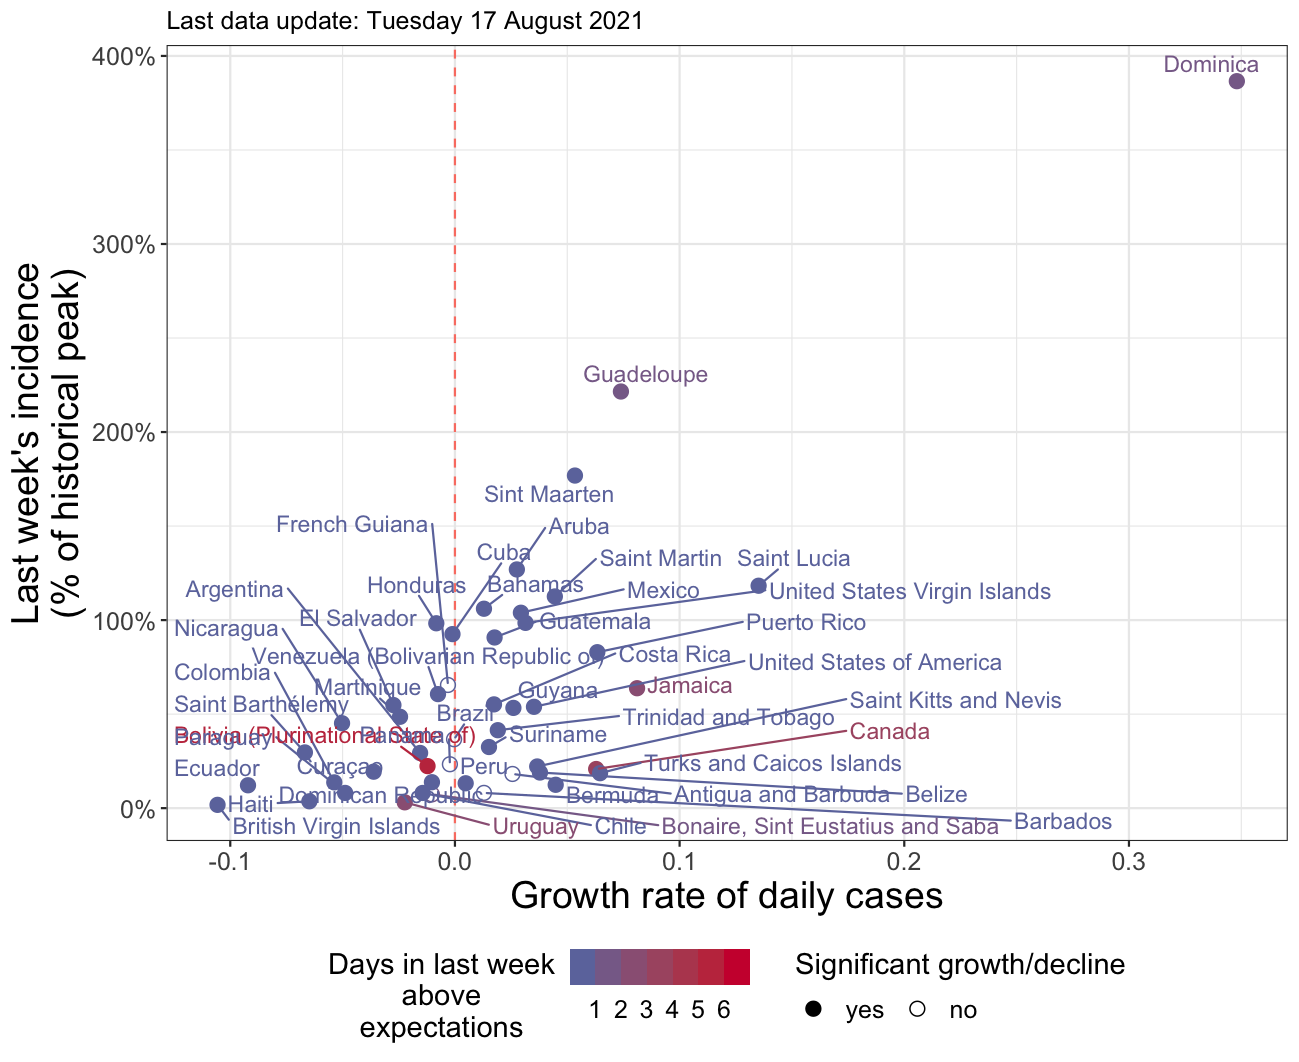 Last data update: Tuesday 17 August 2021
400%
300%
200%
100%
0%
Last week's incidence
(% of historical peak)
Dominica
Guadeloupe
Sint Maarten
French Guiana
Aruba
Cuba
Saint Martin
Saint Lucia
Argentina
Honduras
Bahamas
Mexico
United States Virgin Islands
El Salvador
Guatemala
Puerto Rico
Nicaragua
Venezuela (Bolivarian Republic of)
Costa Rica
United States of America
Colombia
Martinique
Guyana
Jamaica
Saint Kitts and Nevis
Saint Barthélemy
Brazil
Trinidad and Tobago
Bolivia (Plurinational State of)
Paraguay
Panama
Suriname
Canada
Ecuador
Curaçao
Peru
Turks and Caicos Islands
Haiti
Dominican Republic
Bermuda
Antigua and Barbuda
Belize
British Virgin Islands
Uruguay
Chile
Bonaire, Sint Eustatius and Saba
Barbados
-0.1
0.0
0.1
0.2
0.3
Growth rate of daily cases
Days in last week
above
expectations
1 2 3 4 5 6
Significant growth/decline
yes
no